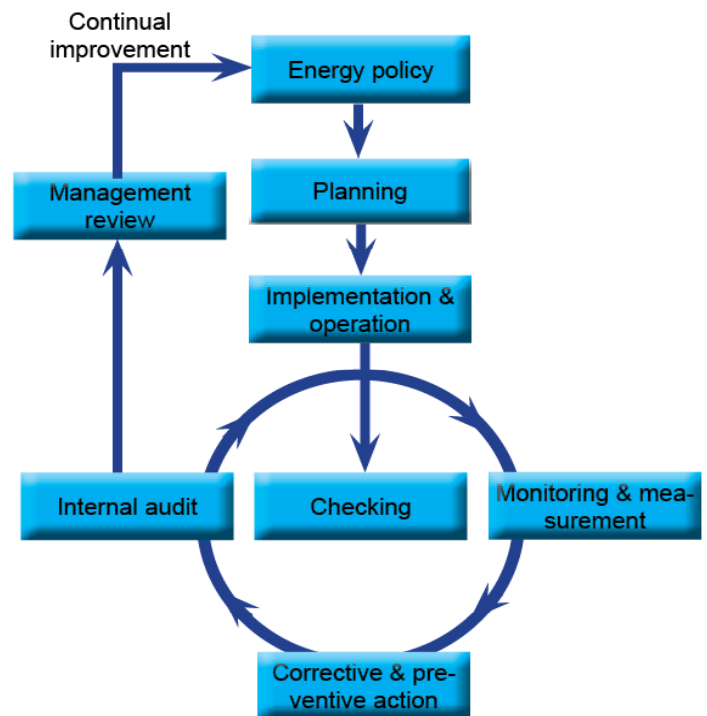 Continual
improvement
Energy policy
Management
review
Planning
Implementation &
operation
Internal audit
Checking
Monitoring & mea-
surement
Corrective & pre-
ventive action